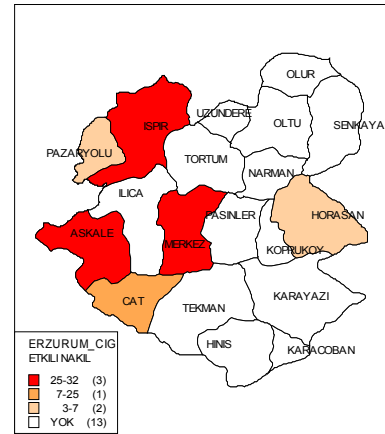 OLUR
UZUNDERE
OLTU
SENKAYA
ISPIR
PAZARYOLU
TORTUM
NARMAN
ILICA
PASINLER
HORASAN
ASKALE
MERKEZ
KOPRUKOY
CAT
TEKMAN
KARAYAZI
HINIS
KARACOBAN
ERZURUM_CIG
ETKILI NAKIL
25-32 (3)
7-25 (1)
3-7 (2)
YOK (13)